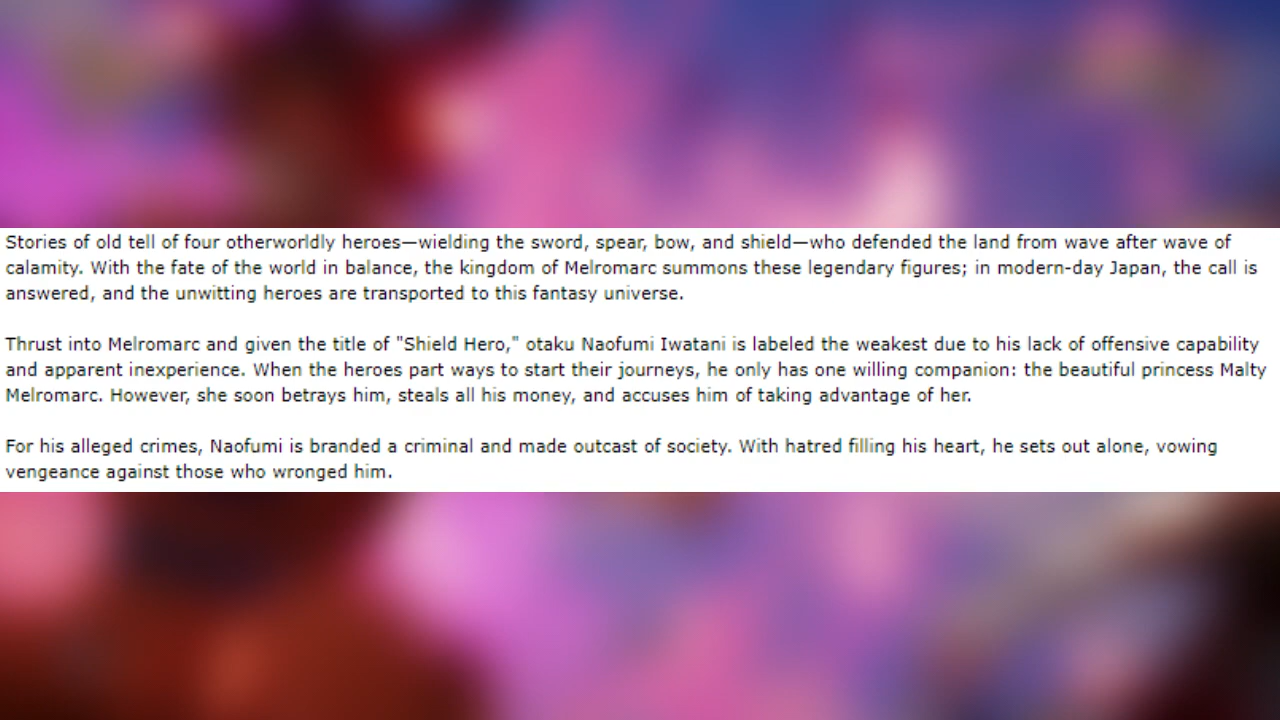 Stories of old tell of four otherworldly heroes—wielding the sword, spear, bow, and shield—who defended the land from wave after wave of
calamity. With the fate of the world in balance, the kingdom of Melromarc summons these legendary figures; in modern-day Japan, the call is
answered, and the unwitting heroes are transported to this fantasy universe.
Thrust into Melromarc and given the title of "Shield Hero," otaku Naofumi Iwatani is labeled the weakest due to his lack of offensive capability
and apparent inexperience. When the heroes part ways to start their journeys, he only has one willing companion: the beautiful princess Malty
Melromarc. However, she soon betrays him, steals all his money, and accuses him of taking advantage of her.
For his alleged crimes, Naofumi is branded a criminal and made outcast of society. With hatred filling his heart, he sets out alone, vowing
vengeance against those who wronged him.